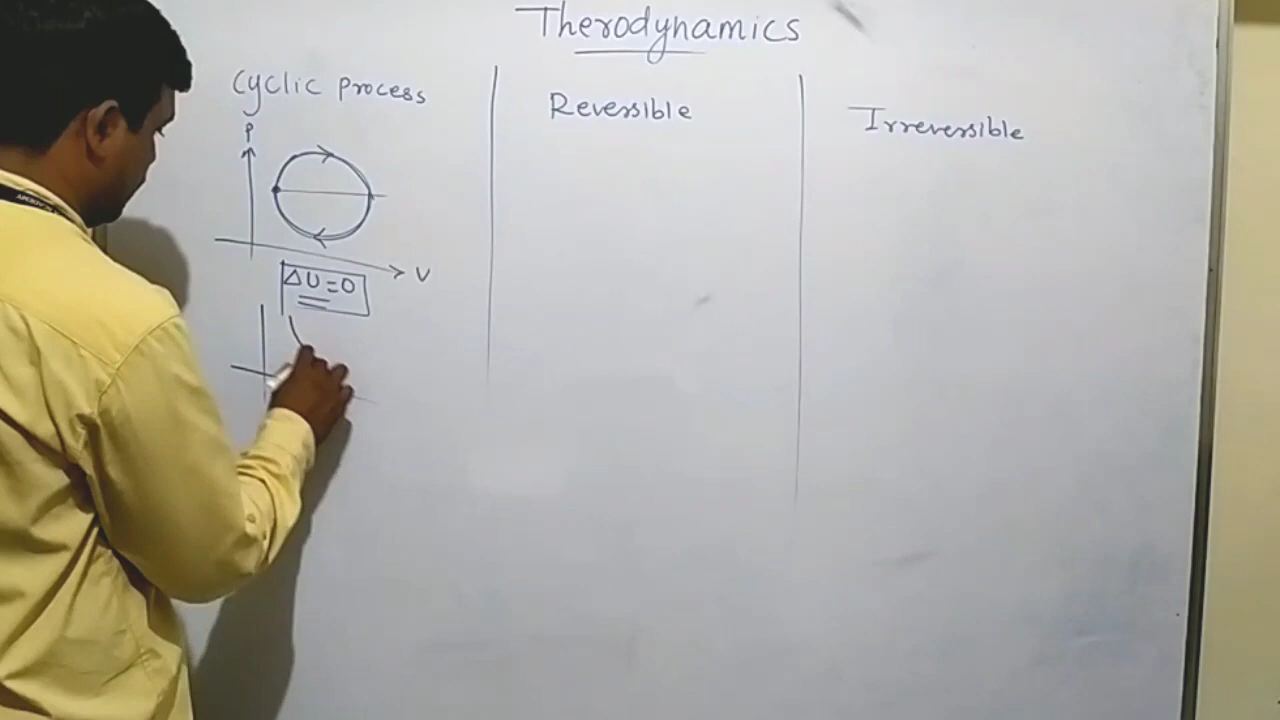 Therodynamics
Cyclic Process
Reversible
Irreversible
P
V
ΔU=0